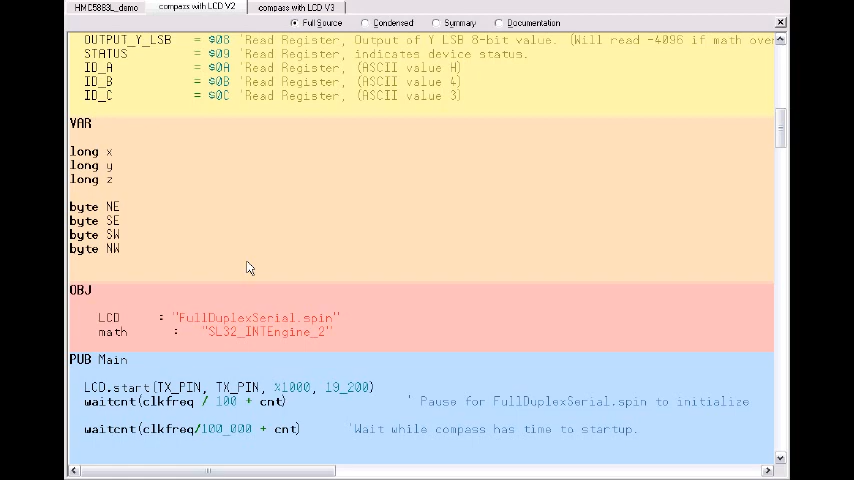 HMC5883L_demo compass with LCD V2 compass with LCD V3
Full Source Condensed Summary Documentation
OUTPUT_Y_LSB = $08 'Read Register, Output of Y LSB 8-bit value. (Will read -4096 if math over
STATUS = $09 'Read Register, indicates device status.
ID_A = $0A 'Read Register, (ASCII value A)
ID_B = $0B 'Read Register, (ASCII value 4)
ID_C = $0C 'Read Register, (ASCII value 3)
VAR
long x
long y
long z
byte NE
byte SE
byte SW
byte NW
OBJ
LCD : "FullDuplexSerial.spin"
math : "SL32_INTEngine_2"
PUB Main
LCD.start(TX_PIN, TX_PIN, %1000, 19_200)
waitcnt(clkfreq / 100 + cnt) ' Pause for FullDuplexSerial.spin to initialize
waitcnt(clkfreq/100_000 + cnt) 'Wait while compass has time to startup.